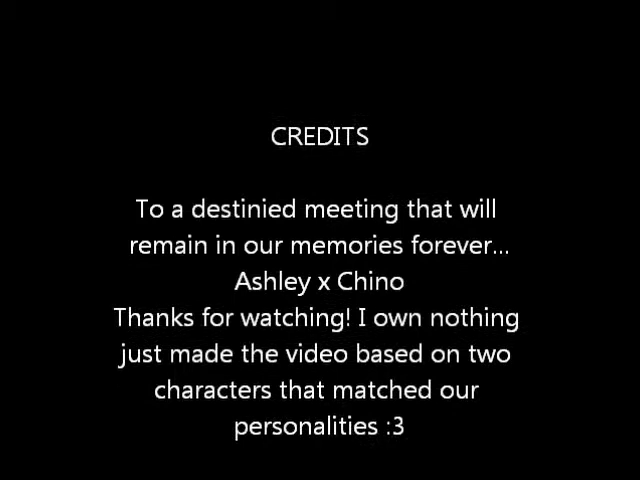 CREDITS
To a destinied meeting that will
remain in our memories forever...
Ashley x Chino
Thanks for watching! I own nothing
just made the video based on two
characters that matched our
personalities :3